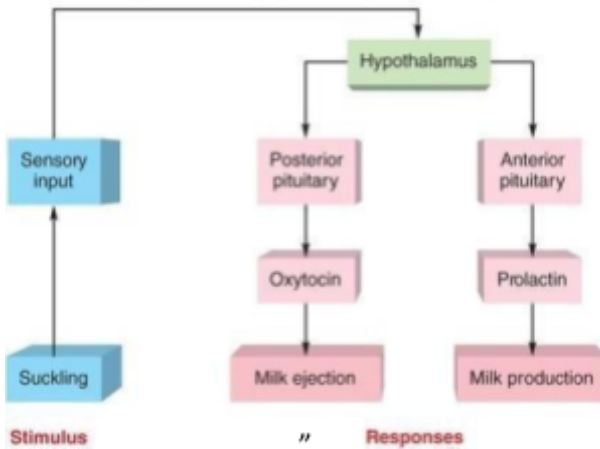 Hypothalamus
Sensory
input
Posterior
pituitary
Anterior
pituitary
Oxytocin
Prolactin
Suckling
Milk ejection
Milk production
Stimulus
"
Responses